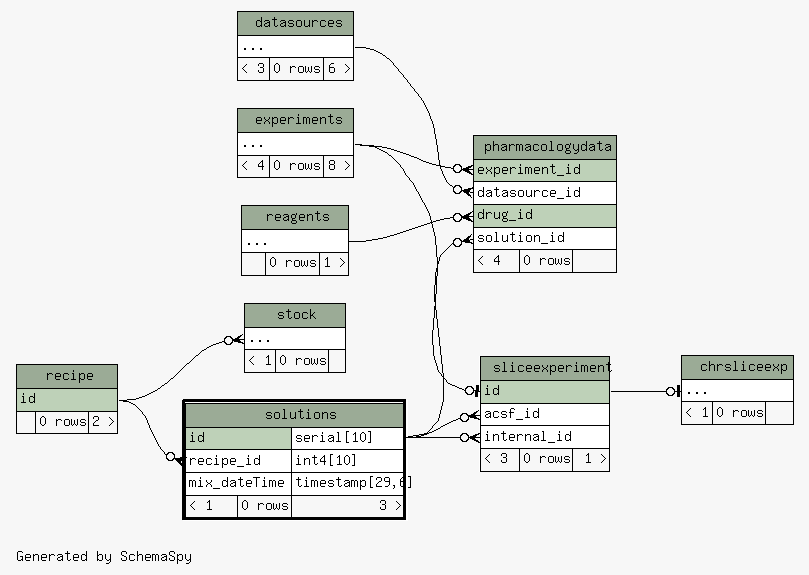 datasources
...
< 3 0 rows 6 >
experiments
...
< 4 0 rows 8 >
pharmacologydata
experiment_id
datasource_id
drug_id
solution_id
< 4 0 rows
reagents
...
0 rows 1 >
stock
...
< 1 0 rows
recipe
id
0 rows 2 >
sliceexperiment
id
acsf_id
internal_id
< 3 0 rows 1 >
chrsliceexp
...
< 1 0 rows
solutions
id serial[10]
recipe_id int4[10]
mix_dateTime timestamp[29,6]
< 1 0 rows 3 >
Generated by SchemaSpy